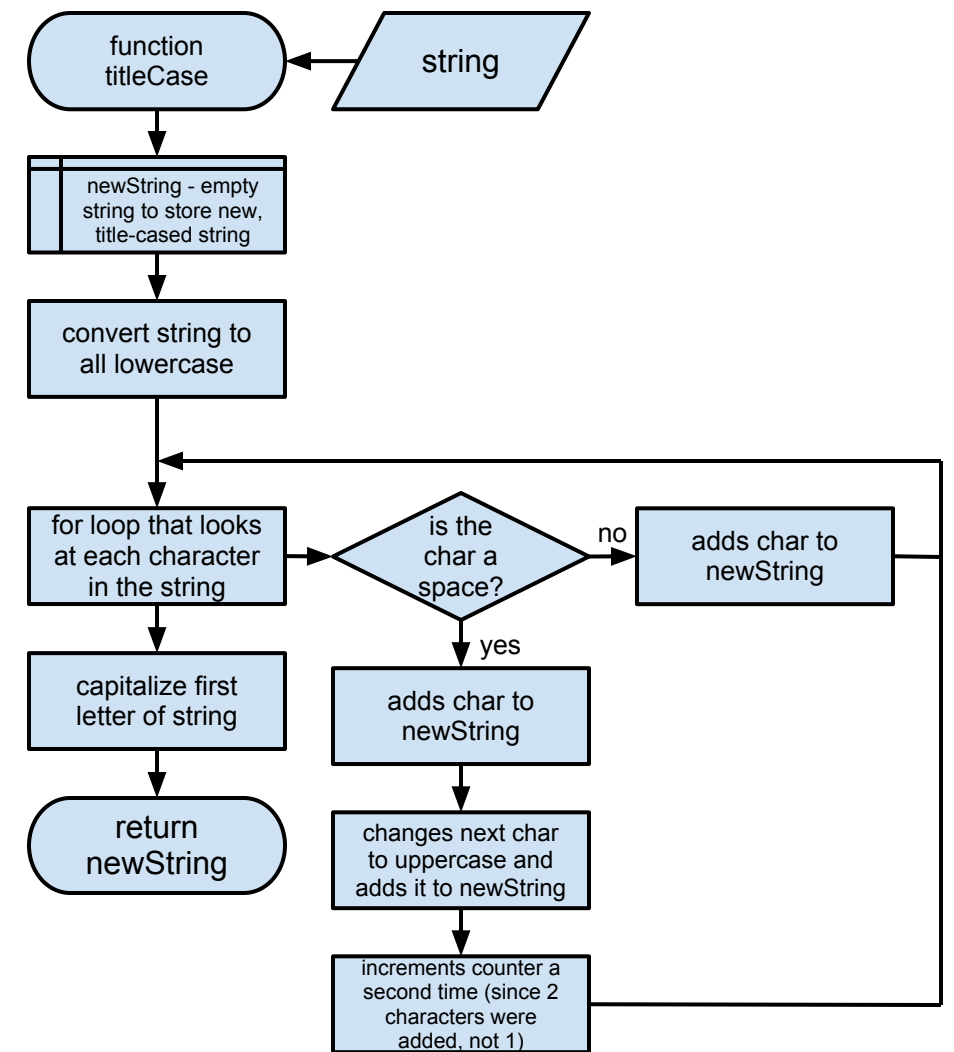 function
titleCase
string
newString - empty
string to store new,
title-cased string
convert string to
all lowercase
for loop that looks
at each character
in the string
is the
char a
space?
no
adds char to
newString
yes
adds char to
newString
changes next char
to uppercase and
adds it to newString
increments counter a
second time (since 2
characters were
added, not 1)
capitalize first
letter of string
return
newString